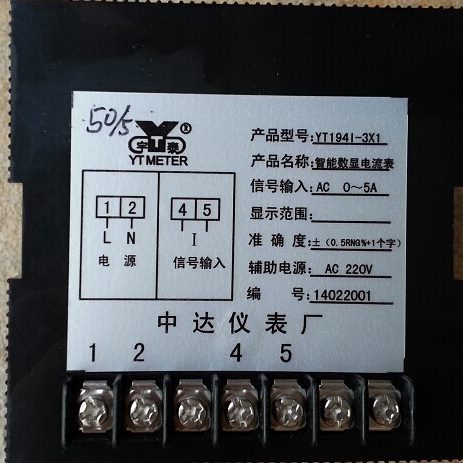 50/5
宇泰®
YT METER
产品型号: YT194I-3X1
产品名称: 智能数显电流表
信号输入: AC 0～5A
显示范围:
准 确 度: ±(0.5RNG%+1个字)
辅助电源: AC 220V
编 号: 14022001
1 2 4 5
L N I
电 源 信号输入
中达仪表厂
1 2 4 5